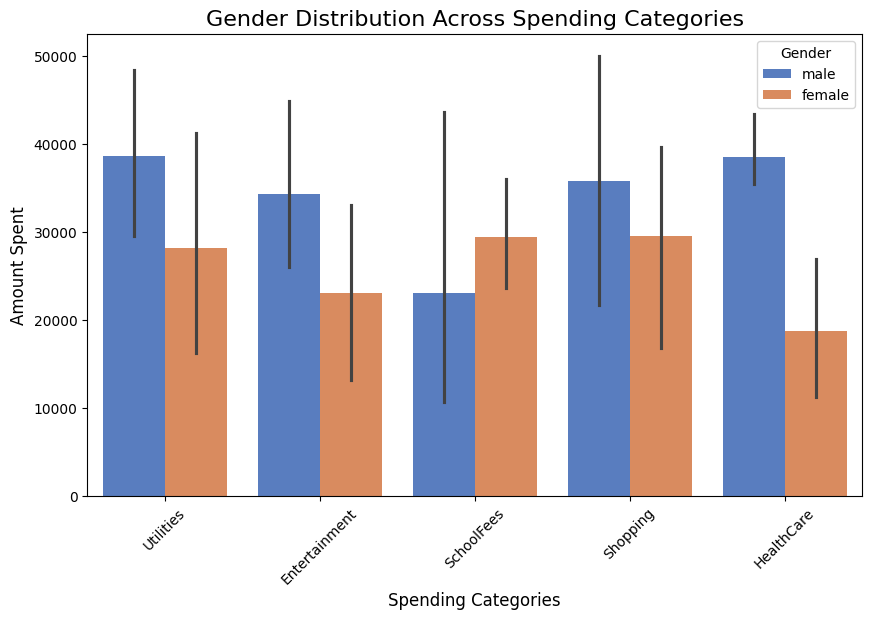 Gender Distribution Across Spending Categories
Amount Spent
50000
40000
30000
20000
10000
0
Gender
male
female
Utilities
Entertainment
SchoolFees
Shopping
HealthCare
Spending Categories